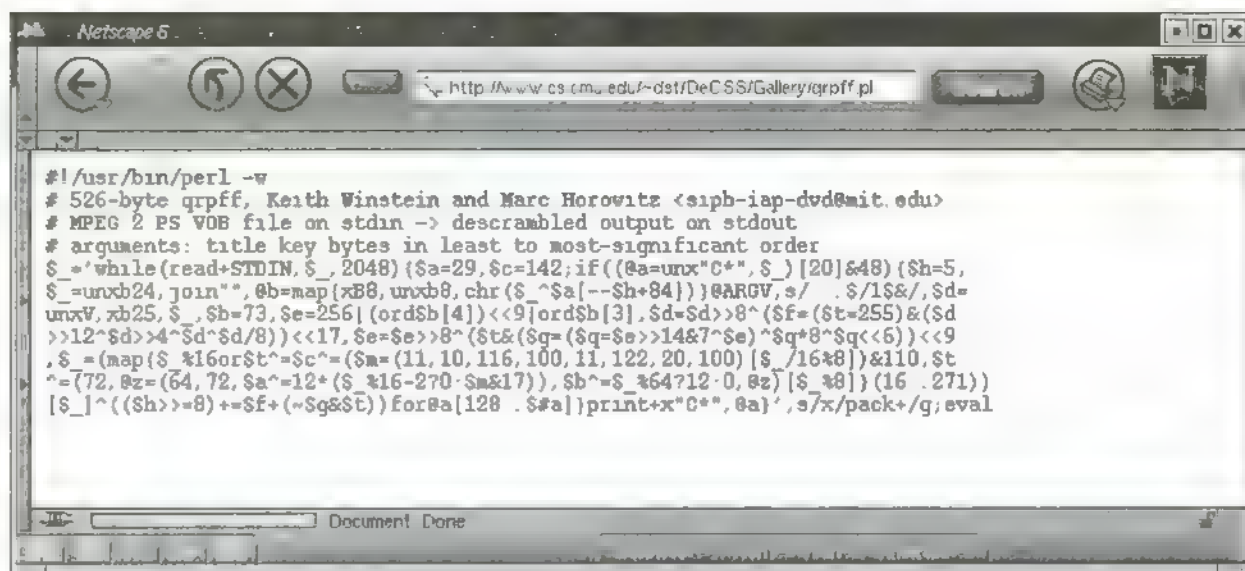 Netscape 6
http://www.cs.cmu.edu/~dst/DeCSS/Gallery/qrpff.pl
#!/usr/bin/perl -w
# 526-byte qrpff, Keith Winstein and Marc Horowitz <sipb-iap-dvd@mit.edu>
# MPEG 2 PS VOB file on stdin -> descrambled output on stdout
# arguments: title key bytes in least to most-significant order
$_='while(read+STDIN,$_,2048){$a=29,$c=142;if((@a=unx"C*",$_)[20]&48){$h=5,
$_=unxb24,join"",@b=map{xB8,unxb8,chr($_^$a[--$h+84])}@ARGV,s/ ..$/1$&/,$d=
unxV,xb25,$_,$b=73,$e=256|(ord$b[4])<<9|ord$b[3],$d=$d>>8^($f=($t=255)&($d
>>12^$d>>4^$d^$d/8))<<17,$e=$e>>8^($t&($g=($q=$e>>14&7^$e)^$q*8^$q<<6))<<9
,$_=(map{$_%16or$t^=$c^=($m=(11,10,116,100,11,122,20,100)[$_/16%8])&110,$t
^=(72,@z=(64,72,$a^=12*($_%16-2?0:$m&17)),$b^=$_%64?12:0,@z)[$_%8]}(16..271))
[$_]^(($h>>=8)+=$f+(~$g&$t))for@a[128..$#a]}print+x"C*",@a}',s/x/pack+/g;eval
Document Done